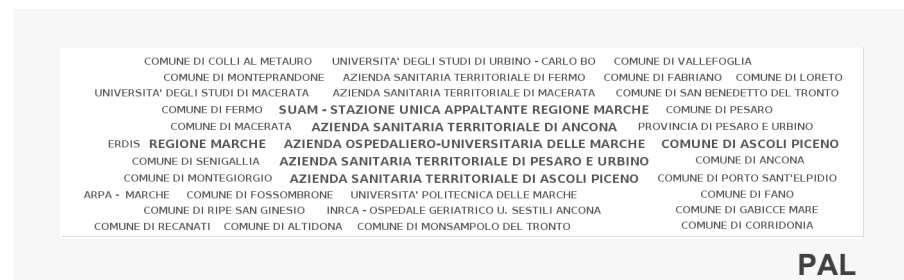 COMUNE DI COLLI AL METAURO UNIVERSITA' DEGLI STUDI DI URBINO - CARLO BO COMUNE DI VALLEFOGLIA
COMUNE DI MONTEPRANDONE AZIENDA SANITARIA TERRITORIALE DI FERMO COMUNE DI FABRIANO COMUNE DI LORETO
UNIVERSITA' DEGLI STUDI DI MACERATA AZIENDA SANITARIA TERRITORIALE DI MACERATA COMUNE DI SAN BENEDETTO DEL TRONTO
COMUNE DI FERMO SUAM - STAZIONE UNICA APPALTANTE REGIONE MARCHE COMUNE DI PESARO
COMUNE DI MACERATA AZIENDA SANITARIA TERRITORIALE DI ANCONA PROVINCIA DI PESARO E URBINO
ERDIS REGIONE MARCHE AZIENDA OSPEDALIERO-UNIVERSITARIA DELLE MARCHE COMUNE DI ASCOLI PICENO
COMUNE DI SENIGALLIA AZIENDA SANITARIA TERRITORIALE DI PESARO E URBINO COMUNE DI ANCONA
COMUNE DI MONTEGIORGIO AZIENDA SANITARIA TERRITORIALE DI ASCOLI PICENO COMUNE DI PORTO SANT'ELPIDIO
ARPA - MARCHE COMUNE DI FOSSOMBRONE UNIVERSITA' POLITECNICA DELLE MARCHE COMUNE DI FANO
COMUNE DI RIPE SAN GINESIO INRCA - OSPEDALE GERIATRICO U. SESTILI ANCONA COMUNE DI GABICCE MARE
COMUNE DI RECANATI COMUNE DI ALTIDONA COMUNE DI MONSAMPOLO DEL TRONTO COMUNE DI CORRIDONIA
PAL